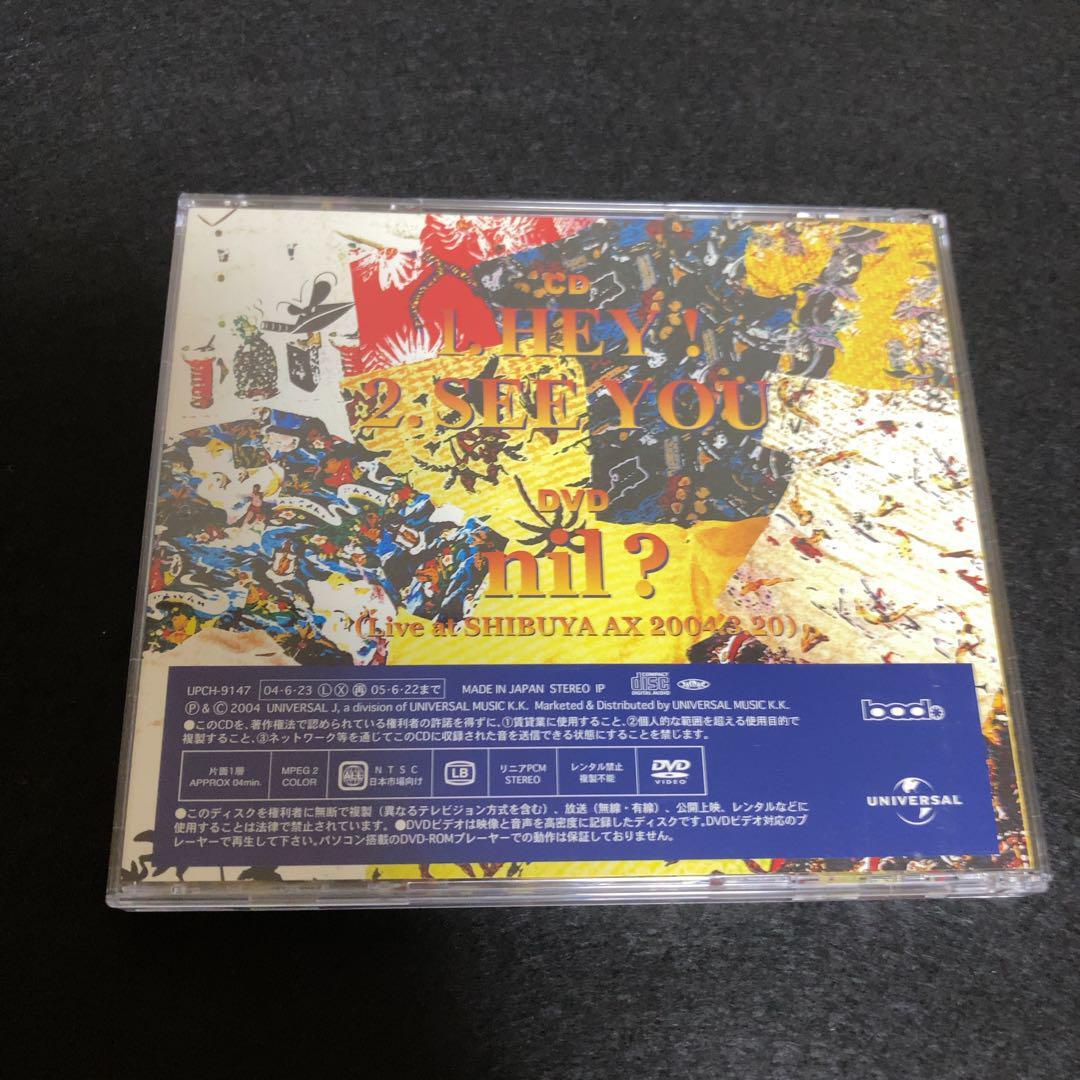 CD
1. HEY !
2. SEE YOU
DVD
nil ?
(Live at SHIBUYA AX 2004.3.20)
UPCH-9147 04・6・23 Ⓛ Ⓧ 再 05・6・22まで MADE IN JAPAN STEREO IP COMPACT disc DIGITAL AUDIO
Ⓟ & Ⓒ 2004 UNIVERSAL J, a division of UNIVERSAL MUSIC K.K. Marketed & Distributed by UNIVERSAL MUSIC K.K.
●このCDを、著作権法で認められている権利者の許諾を得ずに、①賃貸業に使用すること、②個人的な範囲を超える使用目的で
複製すること、③ネットワーク等を通じてこのCDに収録された音を送信できる状態にすることを禁じます。
片面1層
APPROX 04min.
MPEG 2
COLOR
ALL
NTSC
日本市場向け
LB
リニアPCM
STEREO
レンタル禁止
複製不能
DVD
VIDEO
●このディスクを権利者に無断で複製（異なるテレビジョン方式を含む）、放送（無線・有線）、公開上映、レンタルなどに
使用することは法律で禁止されています。●DVDビデオは映像と音声を高密度に記録したディスクです。DVDビデオ対応のプ
レーヤーで再生して下さい。パソコン搭載のDVD-ROMプレーヤーでの動作は保証しておりません。
UNIVERSAL